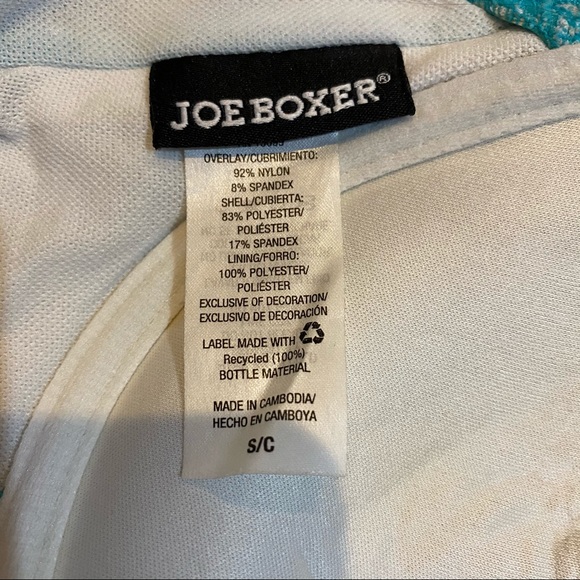 JOE BOXER®
OVERLAY/CUBRIMIENTO:
92% NYLON
8% SPANDEX
SHELL/CUBIERTA:
83% POLYESTER/
POLIÉSTER
17% SPANDEX
LINING/FORRO:
100% POLYESTER/
POLIÉSTER
EXCLUSIVE OF DECORATION/
EXCLUSIVO DE DECORACIÓN
LABEL MADE WITH
Recycled (100%)
BOTTLE MATERIAL
MADE IN CAMBODIA/
HECHO EN CAMBOYA
S/C